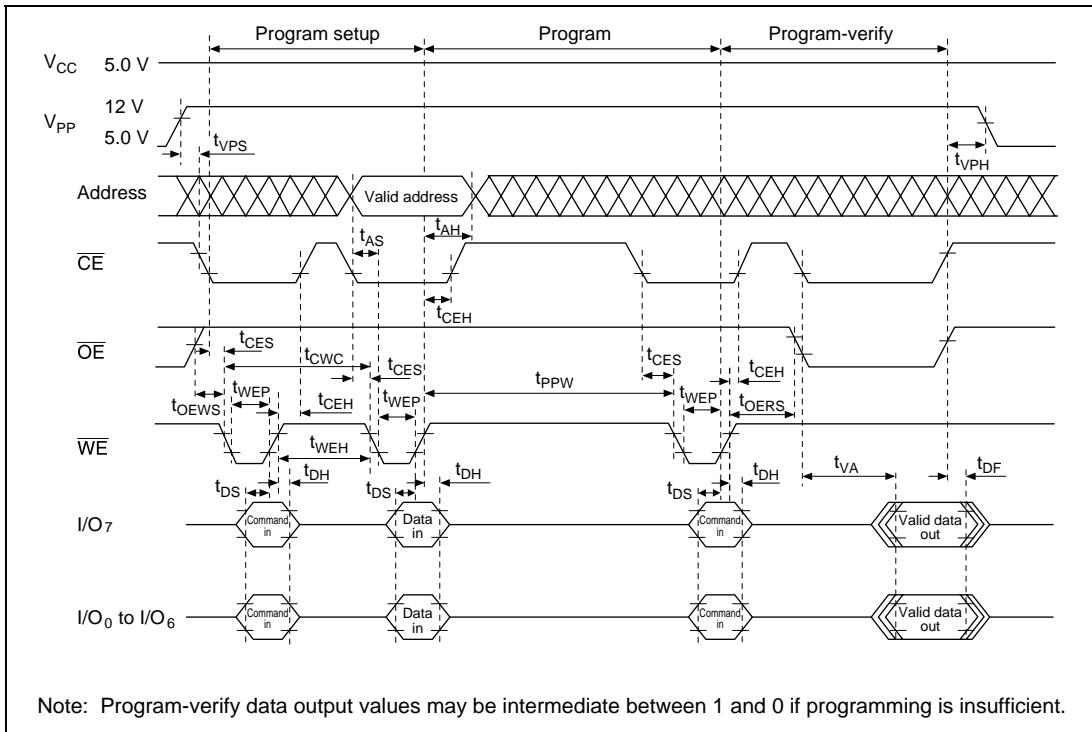 Program setup Program Program-verify
VCC 5.0 V
12 V
VPP
5.0 V
tVPS
tVPH
Address
Valid address
tAS
tAH
CE
tCEH
OE
tCES
tCWC
tCES
tCES
tCEH
tPPW
tOEWS
tWEP
tCEH
tWEP
tWEP
tOERS
WE
tWEH
tVA
tDS
tDH
tDS
tDH
tDS
tDH
tDF
I/O7
Command in
Data in
Command in
Valid data out
I/O0 to I/O6
Command in
Data in
Command in
Valid data out
Note: Program-verify data output values may be intermediate between 1 and 0 if programming is insufficient.